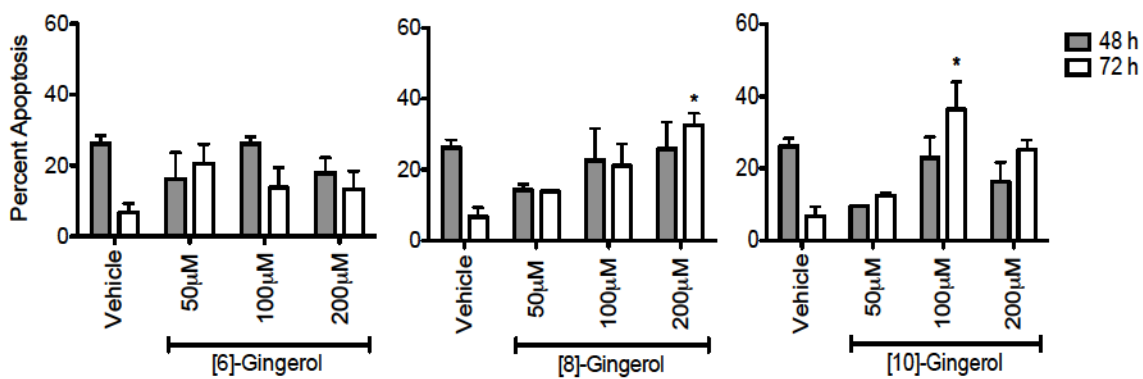 Percent Apoptosis
60
40
20
0
Vehicle
50μM
100μM
200μM
[6]-Gingerol
60
40
20
0
*
Vehicle
50μM
100μM
200μM
[8]-Gingerol
60
40
20
0
*
Vehicle
50μM
100μM
200μM
[10]-Gingerol
48 h
72 h